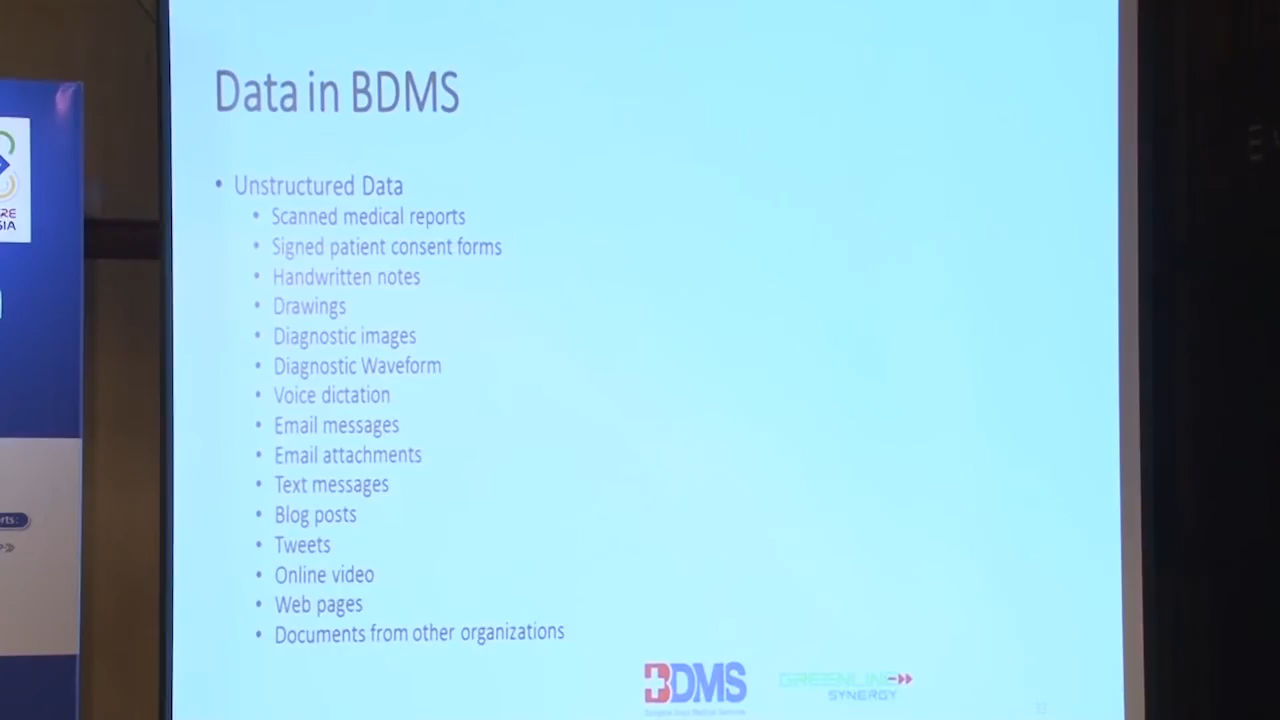 Data in BDMS
• Unstructured Data
• Scanned medical reports
• Signed patient consent forms
• Handwritten notes
• Drawings
• Diagnostic images
• Diagnostic Waveform
• Voice dictation
• Email messages
• Email attachments
• Text messages
• Blog posts
• Tweets
• Online video
• Web pages
• Documents from other organizations
BDMS
GREENLINE
SYNERGY